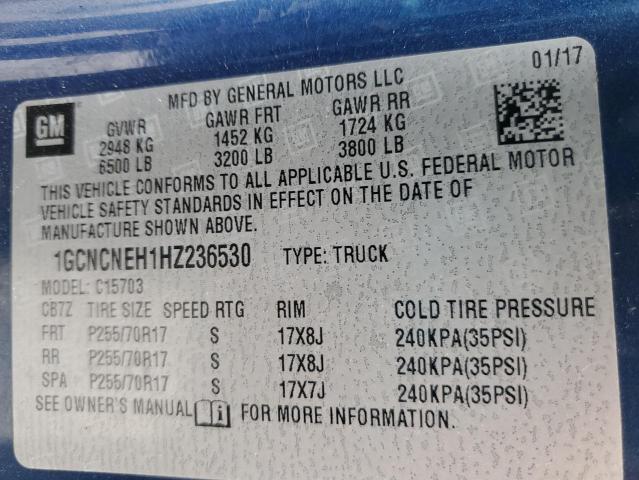 01/17
MFD BY GENERAL MOTORS LLC
GM
GVWR GAWR FRT GAWR RR
2948 KG 1452 KG 1724 KG
6500 LB 3200 LB 3800 LB
THIS VEHICLE CONFORMS TO ALL APPLICABLE U.S. FEDERAL MOTOR
VEHICLE SAFETY STANDARDS IN EFFECT ON THE DATE OF
MANUFACTURE SHOWN ABOVE.
1GCNCNEH1HZ236530 TYPE: TRUCK
MODEL: C15703
CB7Z TIRE SIZE SPEED RTG RIM COLD TIRE PRESSURE
FRT P255/70R17 S 17X8J 240KPA(35PSI)
RR P255/70R17 S 17X8J 240KPA(35PSI)
SPA P255/70R17 S 17X7J 240KPA(35PSI)
SEE OWNER'S MANUAL FOR MORE INFORMATION.